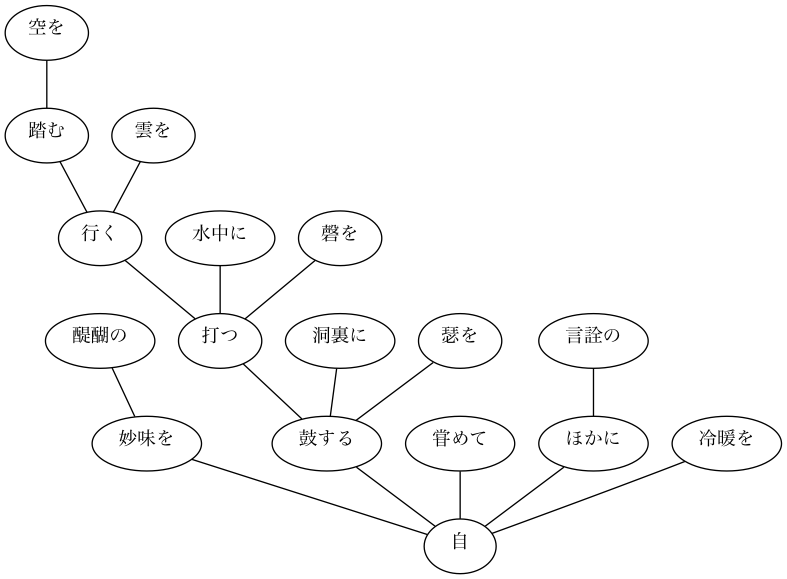 空を
踏む 雲を
行く 水中に 磬を
醍醐の 打つ 洞裏に 瑟を 言詮の
妙味を 鼓する 甞めて ほかに 冷暖を
自